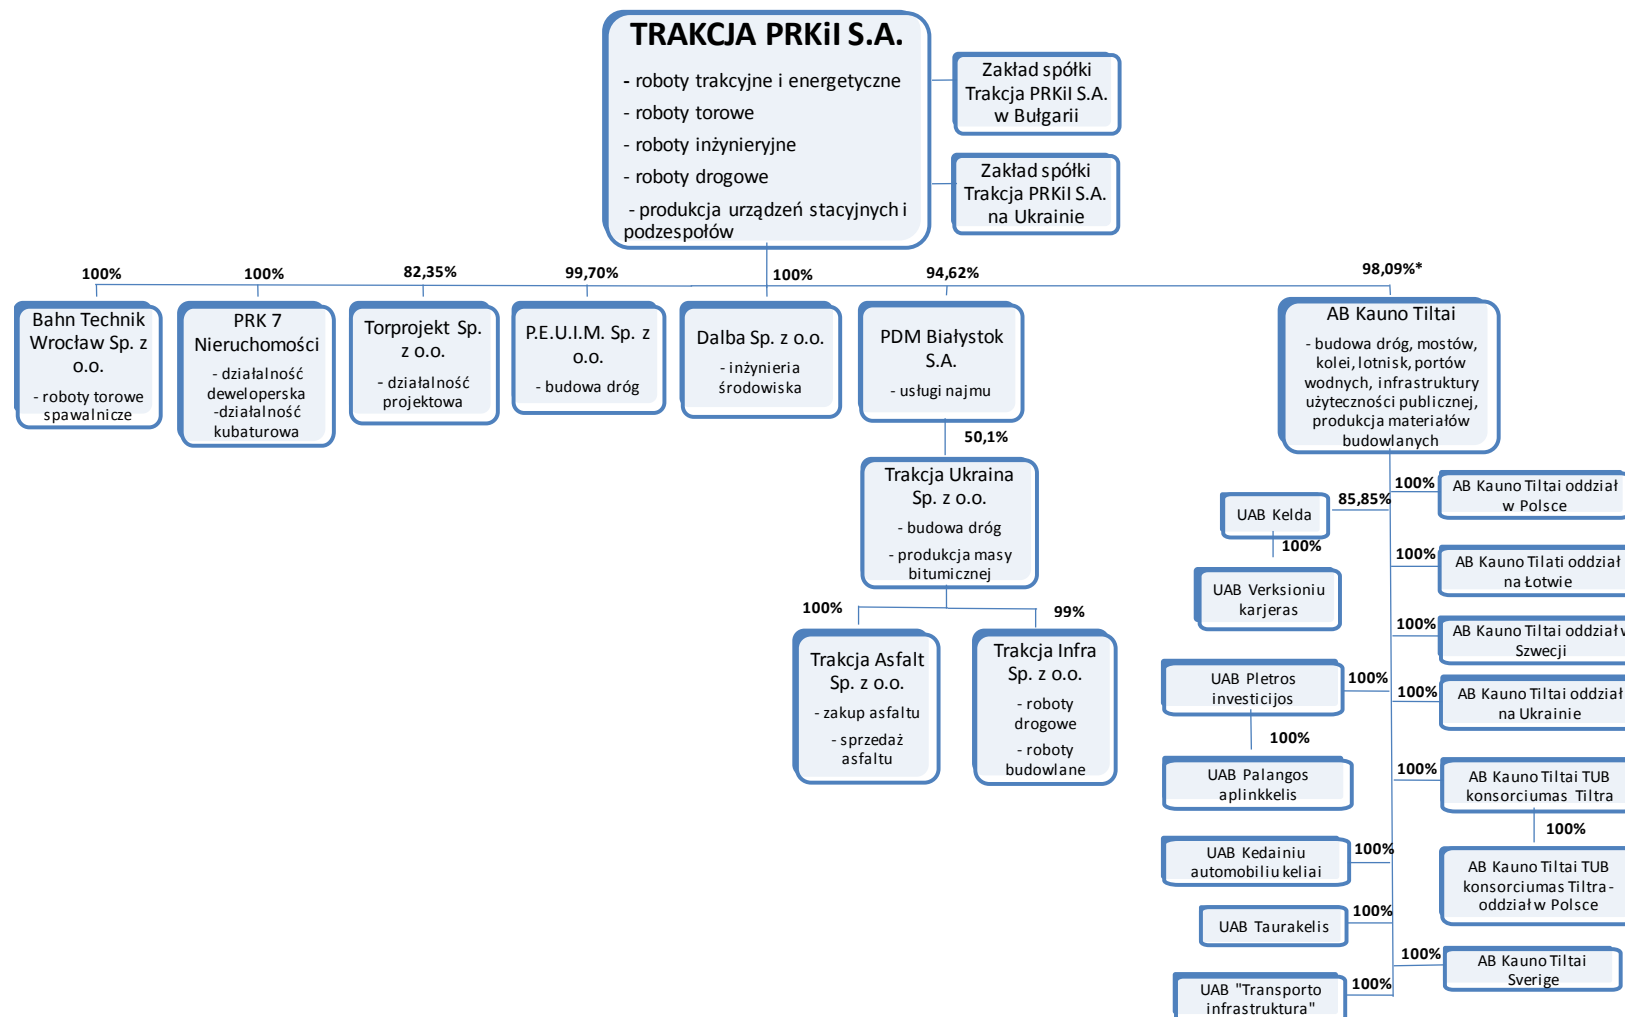 TRAKCJA PRKiI S.A.
- roboty trakcyjne i energetyczne
- roboty torowe
- roboty inżynieryjne
- roboty drogowe
- produkcja urządzeń stacyjnych i
podzespołów
Zakład spółki
Trakcja PRKiI S.A.
w Bułgarii
Zakład spółki
Trakcja PRKiI S.A.
na Ukrainie
100%
100%
82,35%
99,70%
100%
94,62%
98,09%*
Bahn Technik
Wrocław Sp. z
o.o.
- roboty torowe
spawalnicze
PRK 7
Nieruchomości
- działalność
deweloperska
-działalność
kubaturowa
Torprojekt Sp.
z o.o.
- działalność
projektowa
P.E.U.I.M. Sp. z
o.o.
- budowa dróg
Dalba Sp. z o.o.
- inżynieria
środowiska
PDM Białystok
S.A.
- usługi najmu
AB Kauno Tiltai
- budowa dróg, mostów,
kolei, lotnisk, portów
wodnych, infrastruktury
użyteczności publicznej,
produkcja materiałów
budowlanych
50,1%
Trakcja Ukraina
Sp. z o.o.
- budowa dróg
- produkcja masy
bitumicznej
100%
99%
Trakcja Asfalt
Sp. z o.o.
- zakup asfaltu
- sprzedaż
asfaltu
Trakcja Infra
Sp. z o.o.
- roboty
drogowe
- roboty
budowlane
85,85%
UAB Kelda
100%
UAB Verksioniu
karjeras
100%
UAB Pletros
investicijos
100%
UAB Palangos
aplinkkelis
100%
UAB Kedainiu
automobiliu keliai
100%
UAB Taurakelis
100%
UAB "Transporto
infrastruktura"
100%
AB Kauno Tiltai oddział
w Polsce
100%
AB Kauno Tilati oddział
na Łotwie
100%
AB Kauno Tiltai oddział w
Szwecji
100%
AB Kauno Tiltai oddział
na Ukrainie
100%
AB Kauno Tiltai TUB
konsorciumas Tiltra
100%
AB Kauno Tiltai TUB
konsorciumas Tiltra-
oddział w Polsce
100%
AB Kauno Tiltai
Sverige